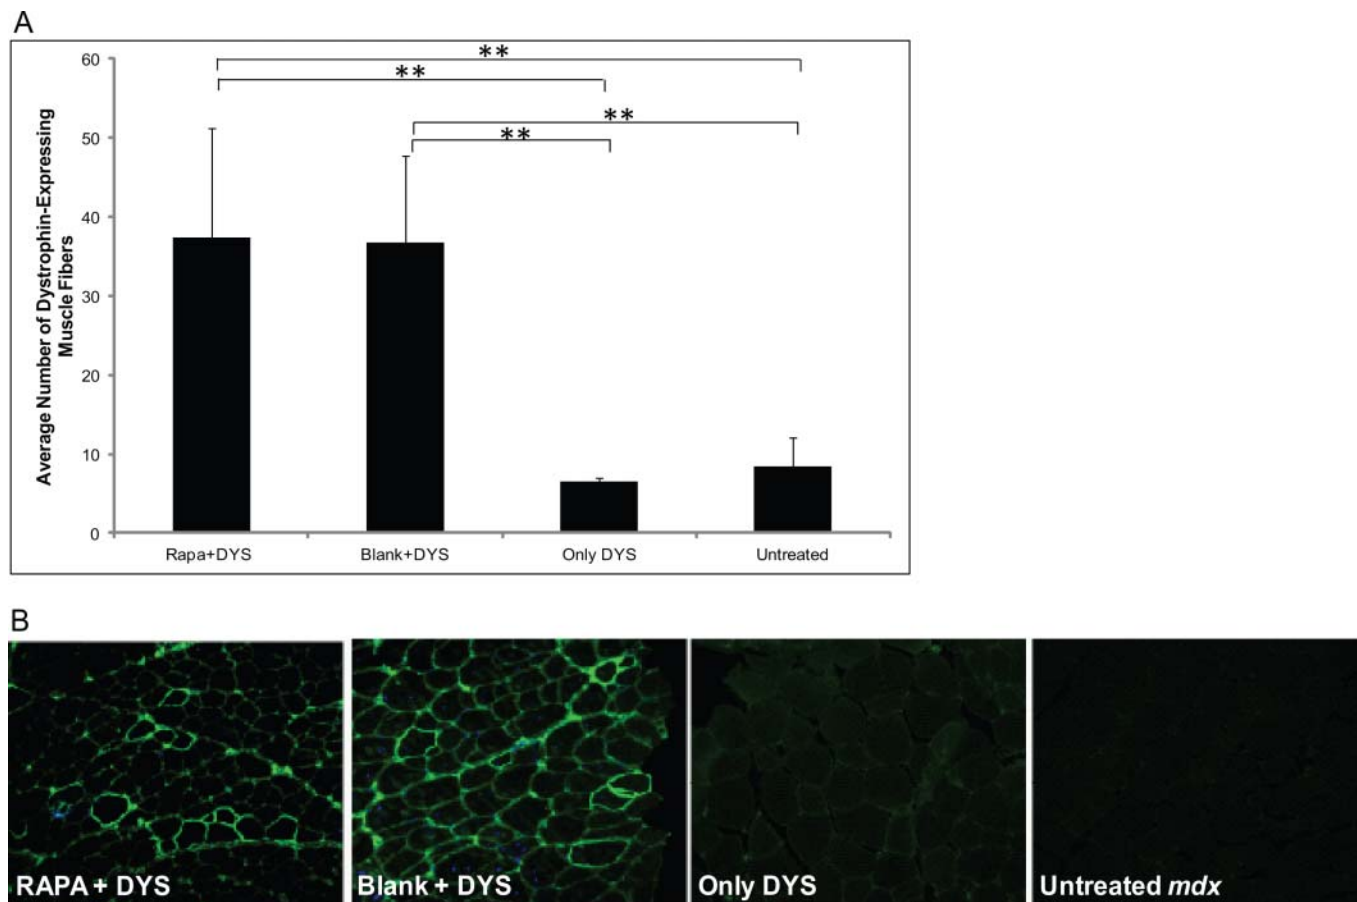 A
60
50
40
30
20
10
0
Average Number of Dystrophin-Expressing
Muscle Fibers
**
**
**
**
Rapa+DYS Blank+DYS Only DYS Untreated
B
RAPA + DYS Blank + DYS Only DYS Untreated mdx